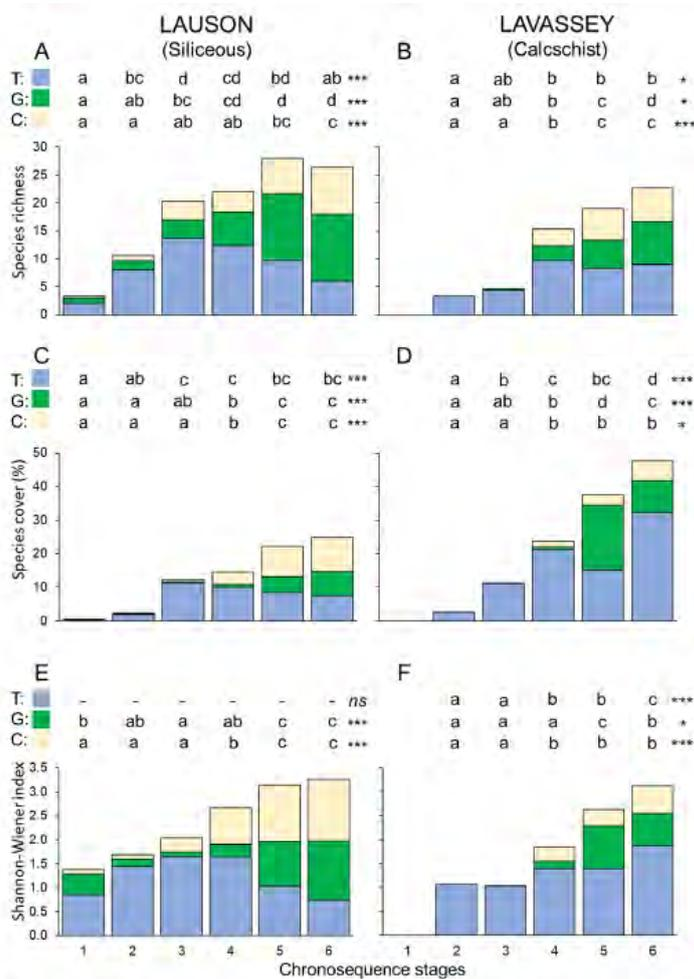 LAUSON
(Siliceous)
LAVASSEY
(Calcschist)
A
T: a bc d cd bd ab ***
G: a ab bc cd d d ***
C: a a ab ab bc c ***
B
a ab b b b *
a ab b c d *
a a b c c ***
Species richness
30
25
20
15
10
5
0
C
T: a ab c c bc bc ***
G: a a ab b c c ***
C: a a a b c c ***
D
a b c bc d ***
a ab b d c ***
a a b b b *
Species cover (%)
50
40
30
20
10
0
E
T: - - - - - - ns
G: b ab a ab c c ***
C: a a a b c c ***
F
a a b b c ***
a a a c b *
a a b b b ***
Shannon-Wiener index
3.5
3.0
2.5
2.0
1.5
1.0
0.5
0.0
1 2 3 4 5 6
1 2 3 4 5 6
Chronosequence stages